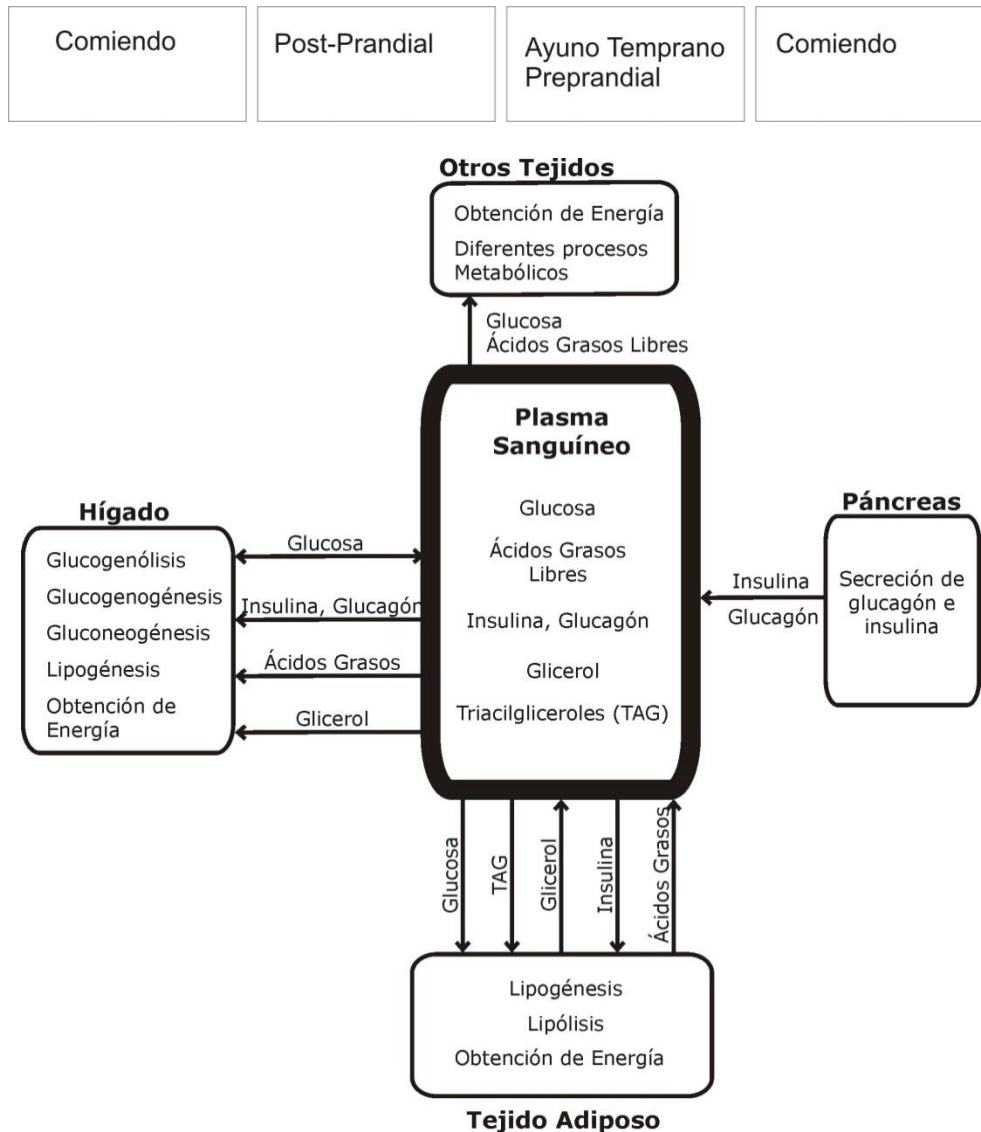 Comiendo
Post-Prandial
Ayuno Temprano
Preprandial
Comiendo
Otros Tejidos
Obtención de Energía
Diferentes procesos
Metabólicos
Glucosa
Ácidos Grasos Libres
Plasma
Sanguíneo
Glucosa
Ácidos Grasos
Libres
Insulina, Glucagón
Glicerol
Triacilgliceroles (TAG)
Hígado
Glucogenólisis
Glucogenogénesis
Gluconeogénesis
Lipogénesis
Obtención de
Energía
Glucosa
Insulina, Glucagón
Ácidos Grasos
Glicerol
Páncreas
Secreción de
glucagón e
insulina
Insulina
Glucagón
Glucosa
TAG
Glicerol
Insulina
Ácidos Grasos
Lipogénesis
Lipólisis
Obtención de Energía
Tejido Adiposo